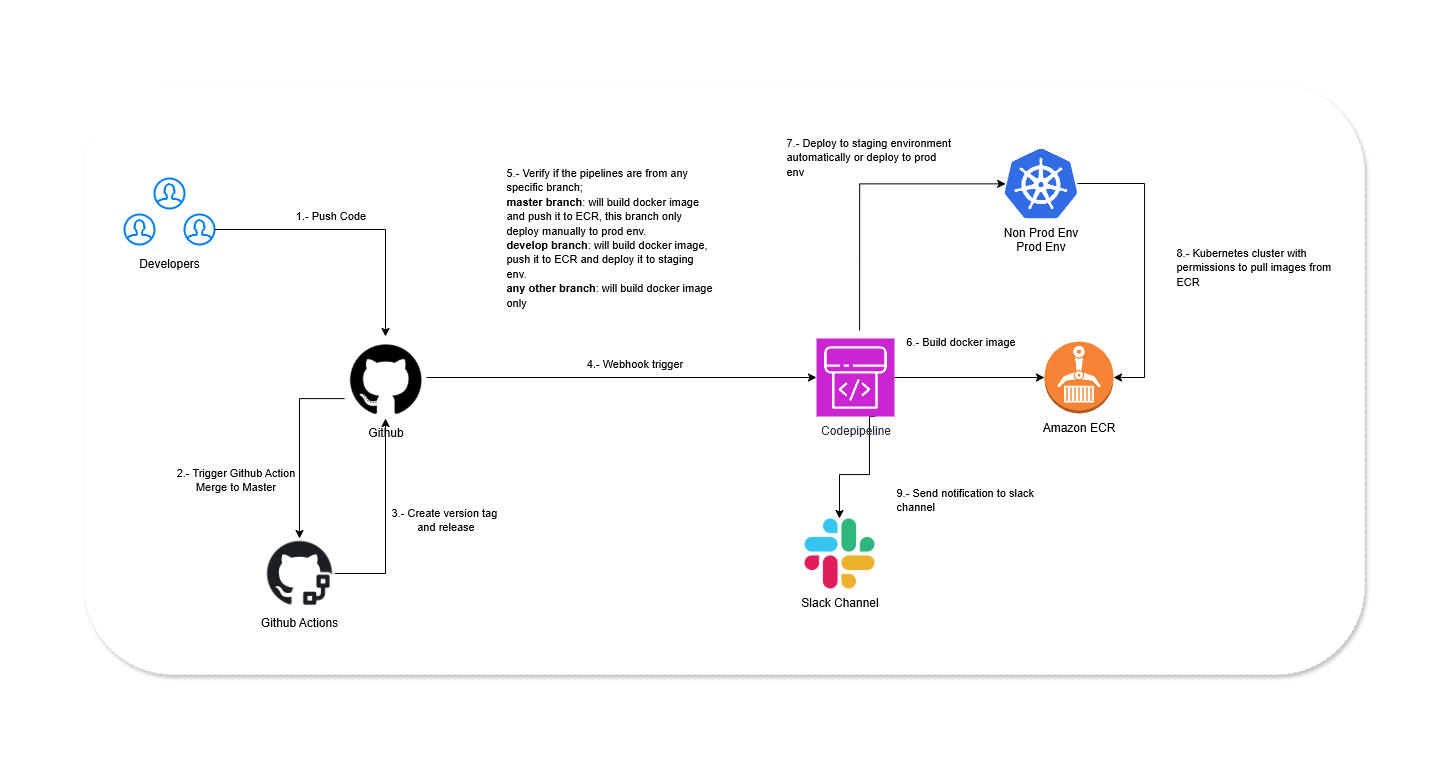 1.- Push Code
Developers
5.- Verify if the pipelines are from any
specific branch;
master branch: will build docker image
and push it to ECR, this branch only
deploy manually to prod env.
develop branch: will build docker image,
push it to ECR and deploy it to staging
env.
any other branch: will build docker image
only
7.- Deploy to staging environment
automatically or deploy to prod
env
Non Prod Env
Prod Env
8.- Kubernetes cluster with
permissions to pull images from
ECR
4.- Webhook trigger
6.- Build docker image
Github
</>
Codepipeline
Amazon ECR
2.- Trigger Github Action
Merge to Master
3.- Create version tag
and release
9.- Send notification to slack
channel
Github Actions
Slack Channel